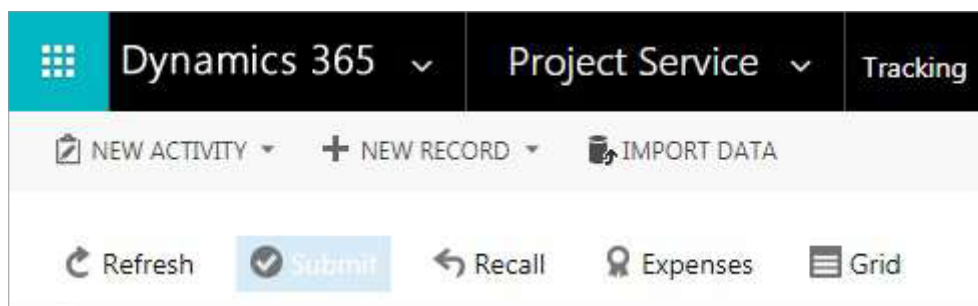 Dynamics 365 Project Service Tracking
NEW ACTIVITY NEW RECORD IMPORT DATA
Refresh Submit Recall Expenses Grid